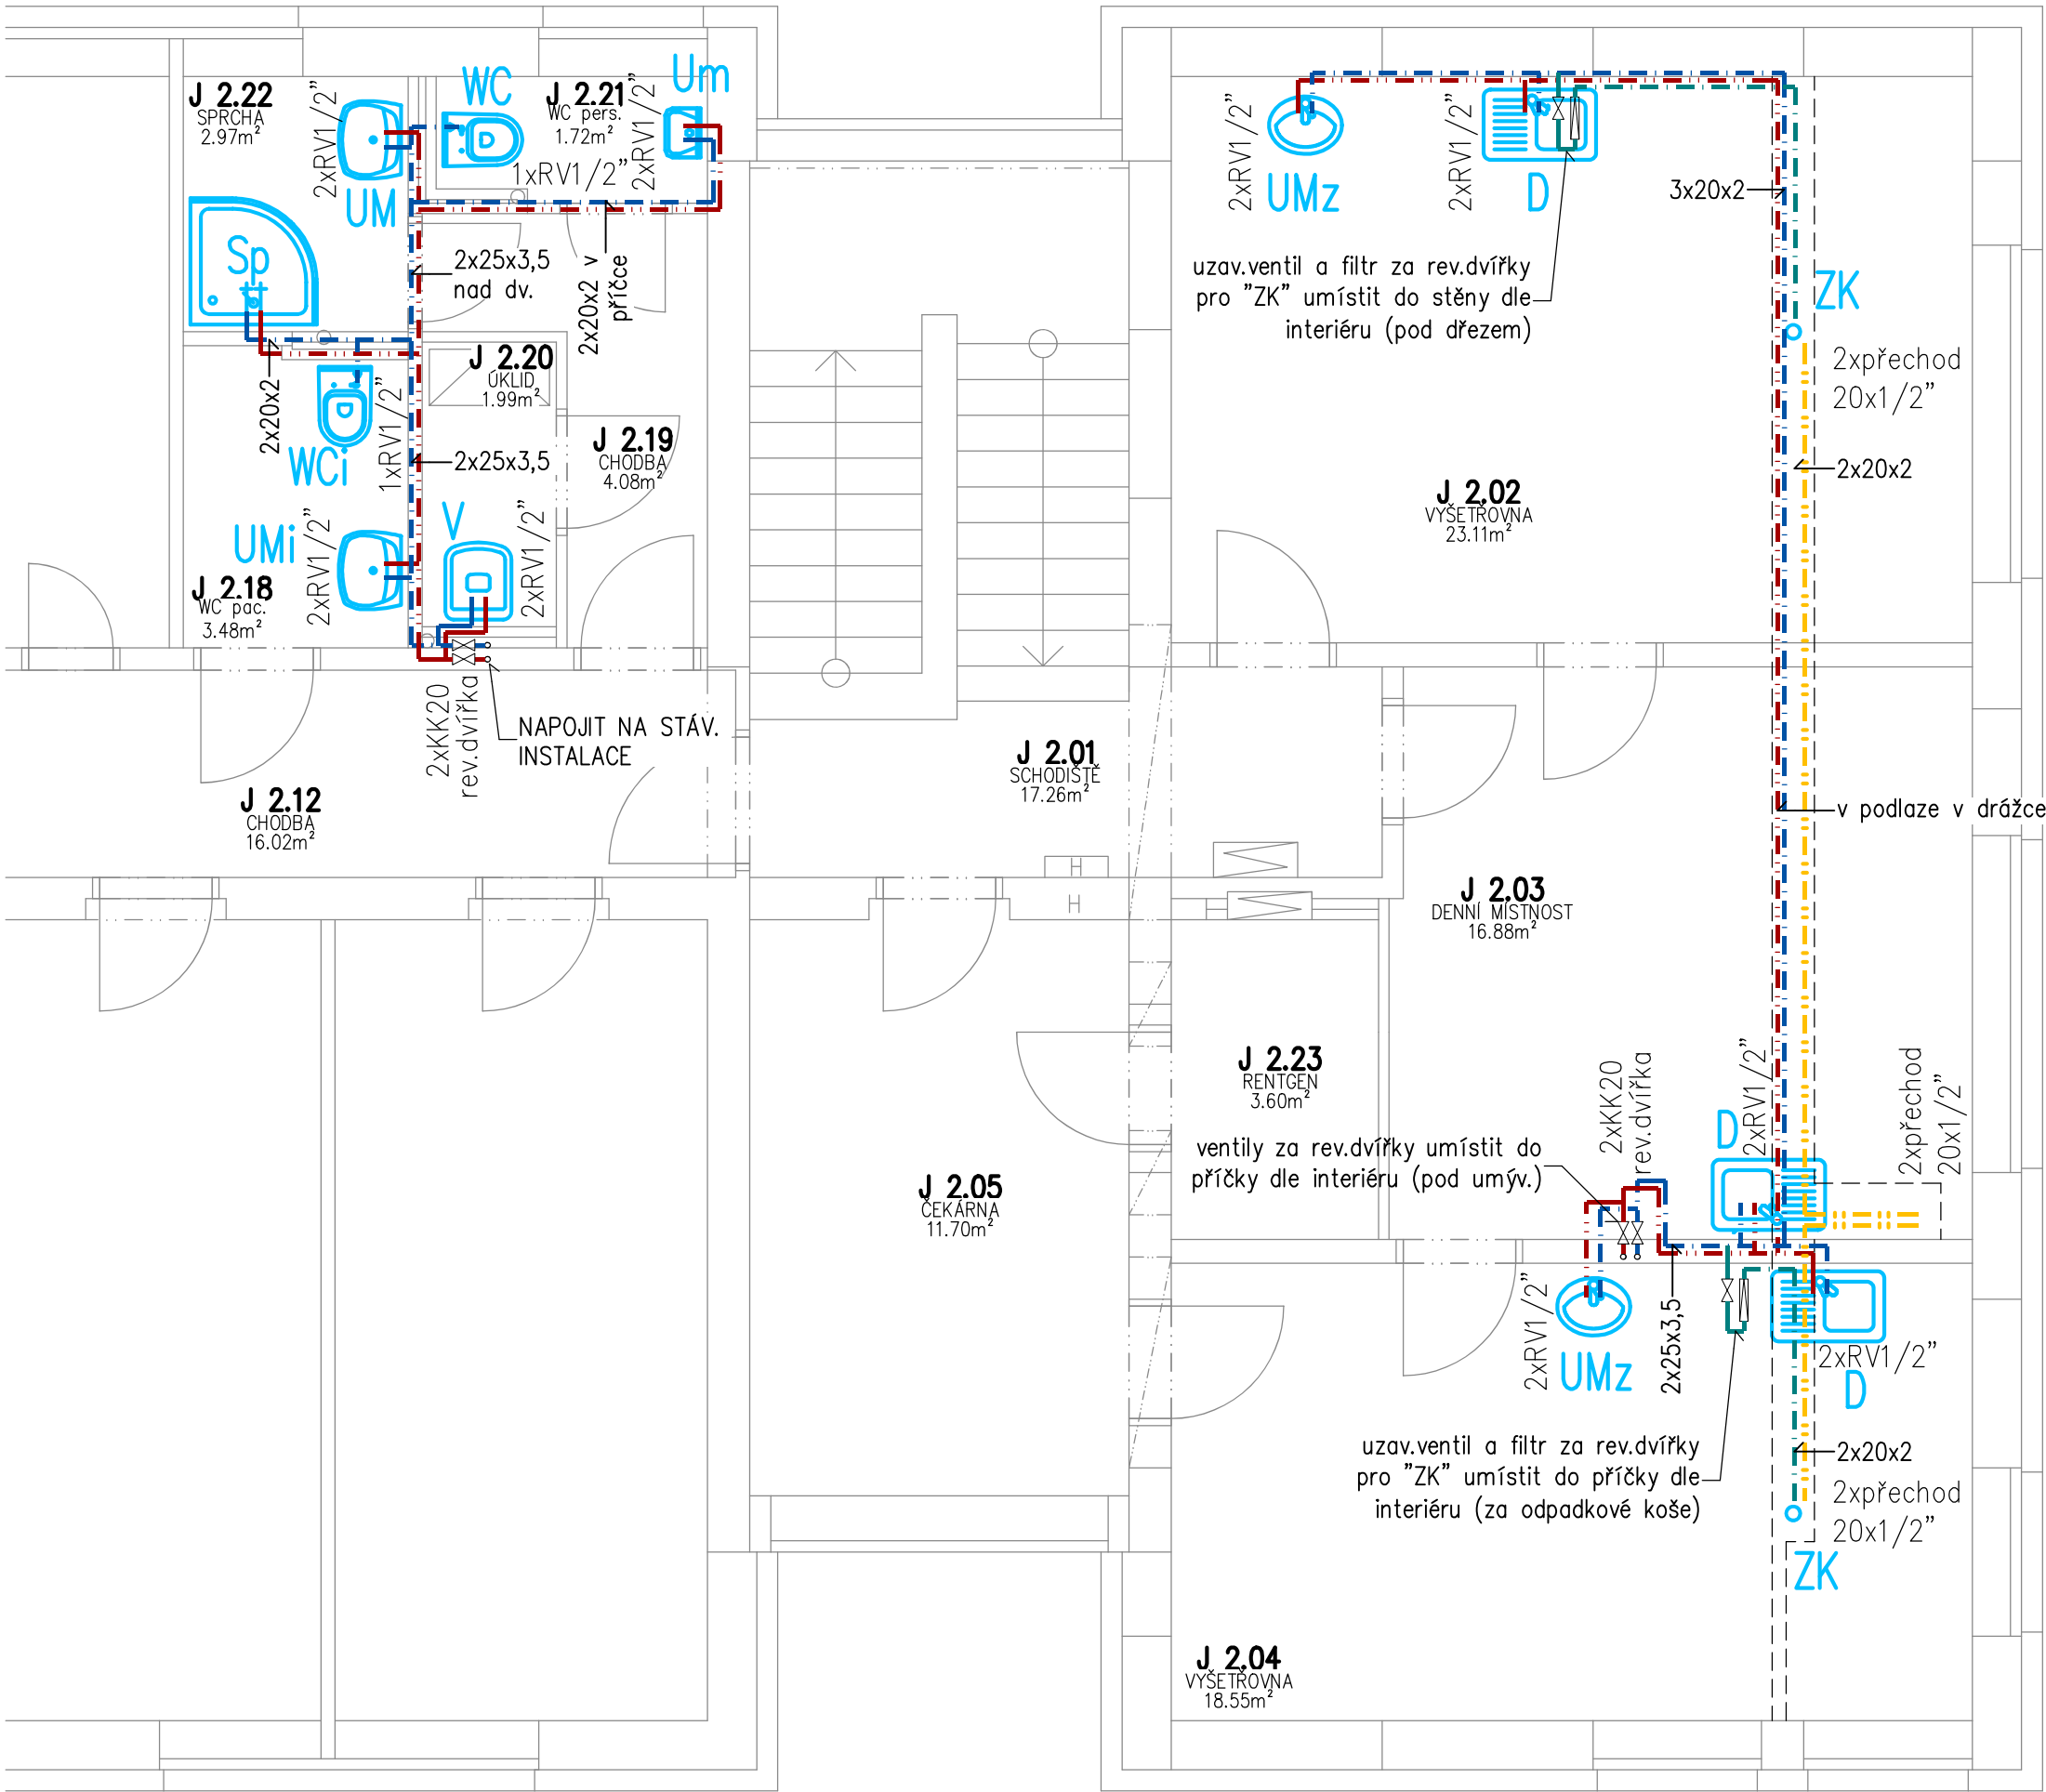 J 2.22
SPRCHA
2.97m²
2xRV1/2”
UM
WC
J 2.21
WC pers.
1.72m²
1xRV1/2”
2xRV1/2”
Um
Sp
2x25x3,5
nad dv.
2x20x2 v
příčce
2x20x2
WCi
1xRV1/2”
J 2.20
ÚKLID
1.99m²
2x25x3,5
J 2.19
CHODBA
4.08m²
UMi
2xRV1/2”
V
2xRV1/2”
J 2.18
WC pac.
3.48m²
2xKK20
rev.dvířka
NAPOJIT NA STÁV.
INSTALACE
J 2.12
CHODBA
16.02m²
J 2.01
SCHODIŠTĚ
17.26m²
H
H
2xRV1/2”
UMz
2xRV1/2”
D
3x20x2
uzav.ventil a filtr za rev.dvířky
pro ”ZK” umístit do stěny dle
interiéru (pod dřezem)
ZK
2xpřechod
20x1/2”
2x20x2
J 2.02
VYŠETŘOVNA
23.11m²
v podlaze v drážce
J 2.03
DENNÍ MÍSTNOST
16.88m²
J 2.23
RENTGEN
3.60m²
ventily za rev.dvířky umístit do
příčky dle interiéru (pod umýv.)
2xKK20
rev.dvířka
D
2xRV1/2”
2xpřechod
20x1/2”
J 2.05
ČEKÁRNA
11.70m²
2xRV1/2”
UMz
2x25x3,5
2xRV1/2”
D
uzav.ventil a filtr za rev.dvířky
pro ”ZK” umístit do příčky dle
interiéru (za odpadkové koše)
2x20x2
2xpřechod
20x1/2”
ZK
J 2.04
VYŠETŘOVNA
18.55m²